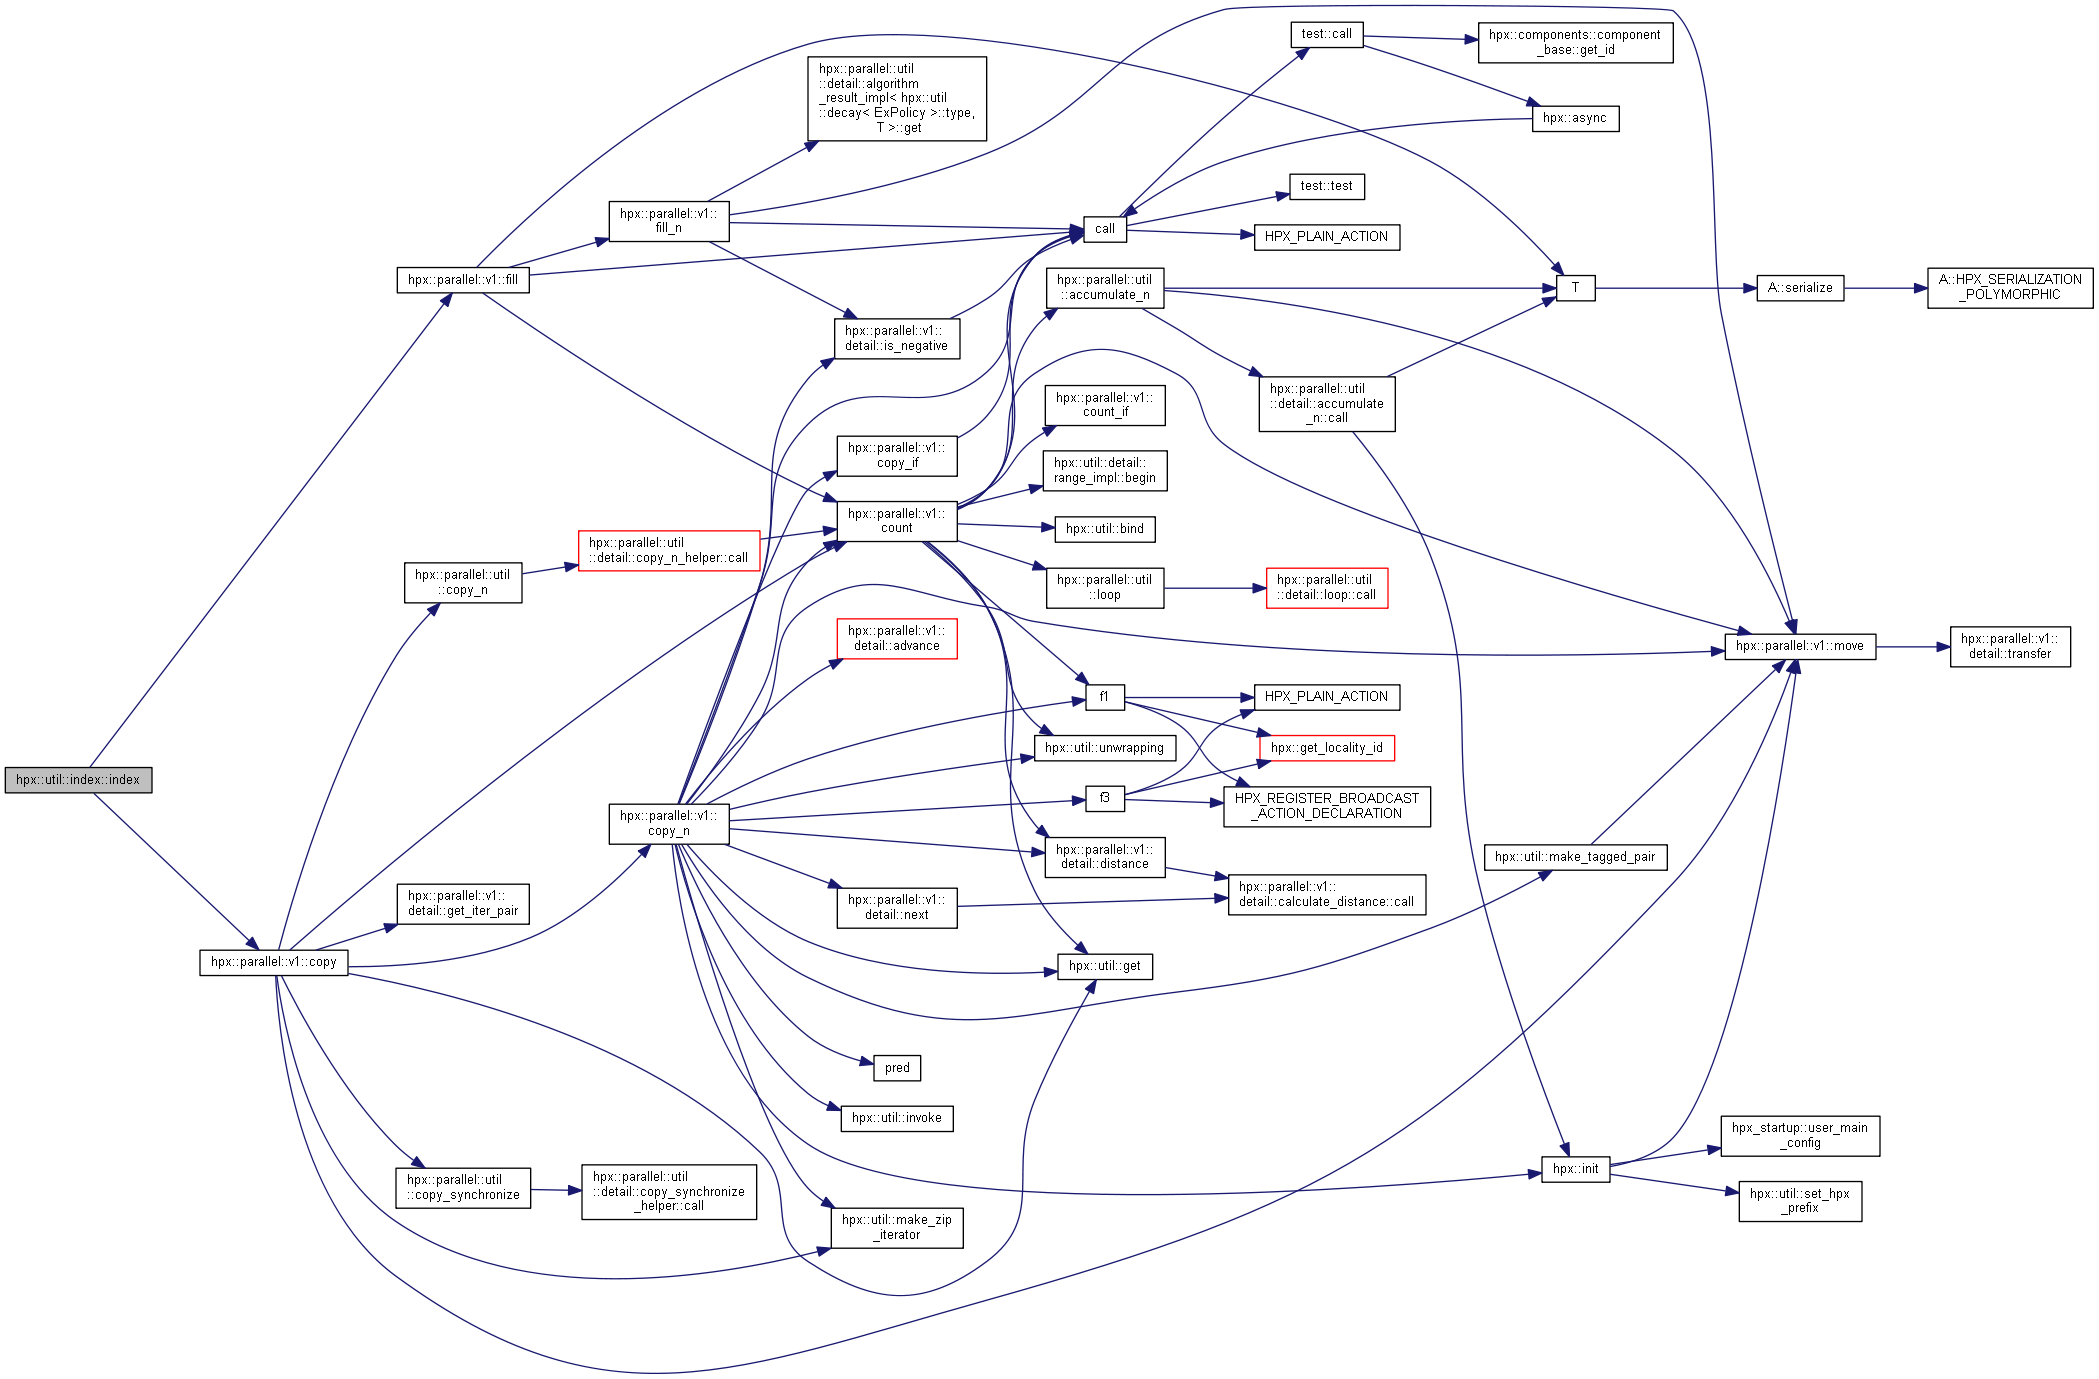 hpx::util::index::index
hpx::parallel::v1::fill
hpx::parallel::v1::copy
hpx::parallel::util
::copy_n
hpx::parallel::v1::
detail::get_iter_pair
hpx::parallel::util
::copy_synchronize
hpx::parallel::v1::
fill_n
hpx::parallel::util
::detail::copy_n_helper::call
hpx::parallel::v1::
copy_n
hpx::parallel::util
::detail::copy_synchronize
_helper::call
hpx::parallel::util
::detail::algorithm
_result_impl< hpx::util
::decay< ExPolicy >::type,
T >::get
hpx::parallel::v1::
detail::is_negative
hpx::parallel::v1::
copy_if
hpx::parallel::v1::
count
hpx::parallel::v1::
detail::advance
hpx::parallel::v1::
detail::next
pred
hpx::util::invoke
hpx::util::make_zip
_iterator
call
hpx::parallel::util
::accumulate_n
hpx::parallel::v1::
count_if
hpx::util::detail::
range_impl::begin
hpx::util::bind
hpx::parallel::util
::loop
f1
hpx::util::unwrapping
f3
hpx::parallel::v1::
detail::distance
hpx::util::get
test::call
test::test
HPX_PLAIN_ACTION
hpx::parallel::util
::detail::accumulate
_n::call
hpx::parallel::util
::detail::loop::call
HPX_PLAIN_ACTION
hpx::get_locality_id
HPX_REGISTER_BROADCAST
_ACTION_DECLARATION
hpx::parallel::v1::
detail::calculate_distance::call
hpx::components::component
_base::get_id
hpx::async
T
hpx::util::make_tagged_pair
hpx::init
A::serialize
hpx::parallel::v1::move
hpx_startup::user_main
_config
hpx::util::set_hpx
_prefix
A::HPX_SERIALIZATION
_POLYMORPHIC
hpx::parallel::v1::
detail::transfer